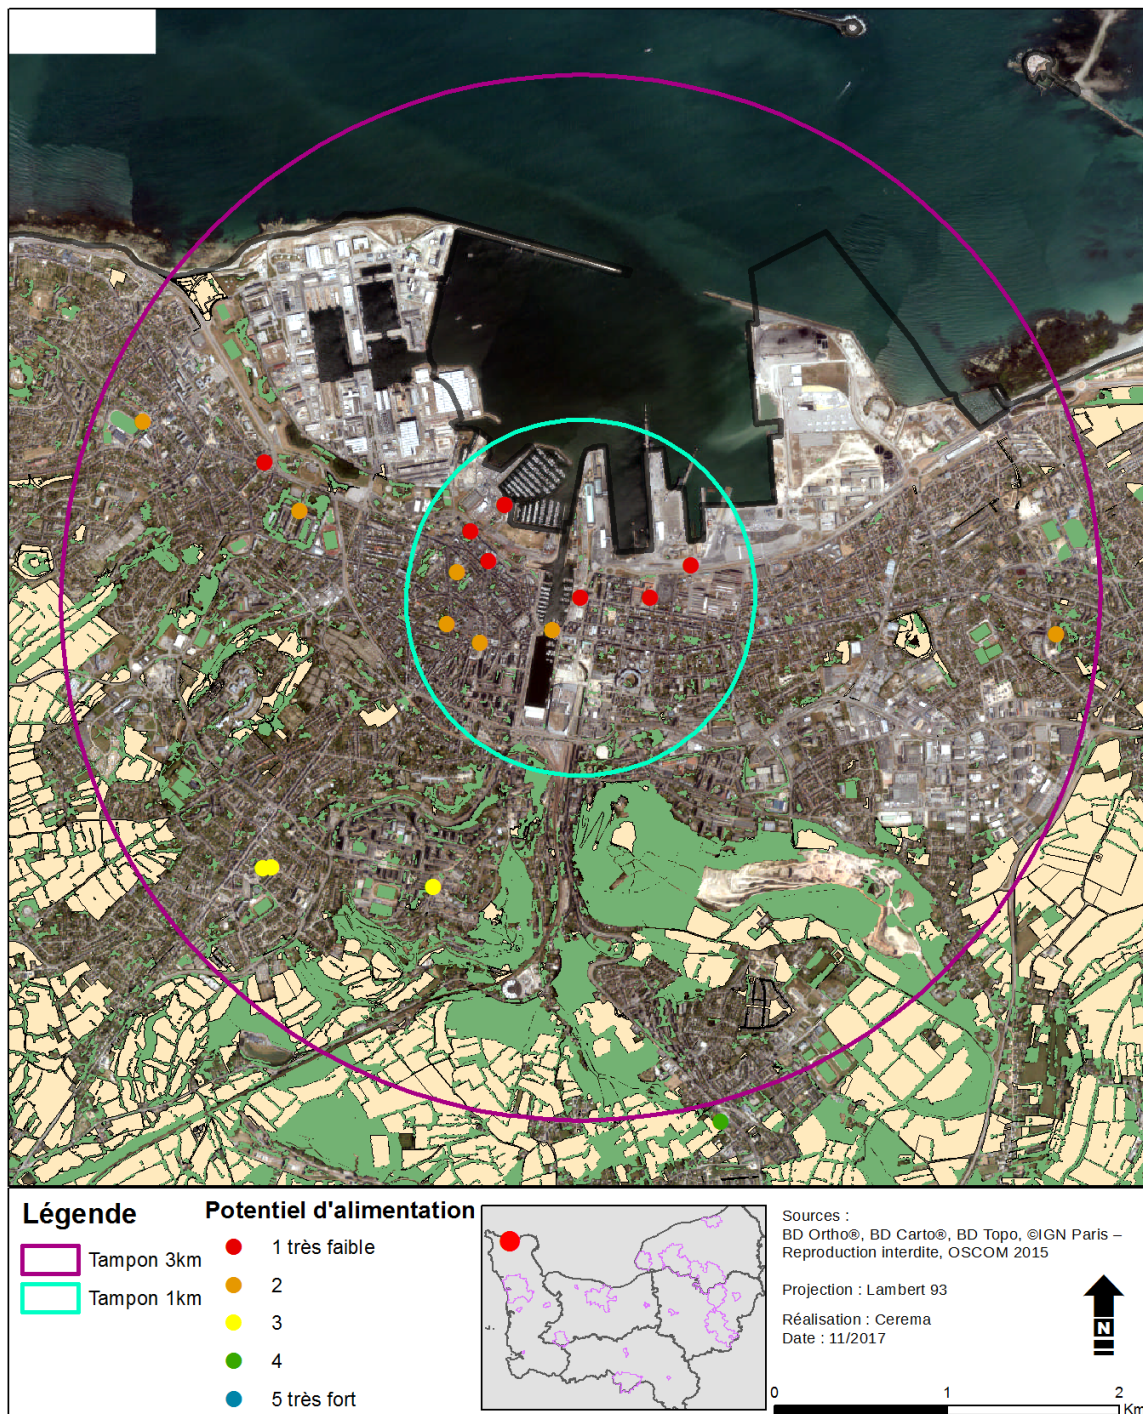 Légende
Tampon 3km
Tampon 1km
Potentiel d'alimentation
1 très faible
2
3
4
5 très fort
Sources :
BD Ortho®, BD Carto®, BD Topo, ©IGN Paris –
Reproduction interdite, OSCOM 2015
Projection : Lambert 93
Réalisation : Cerema
Date : 11/2017
N
0 1 2
Km